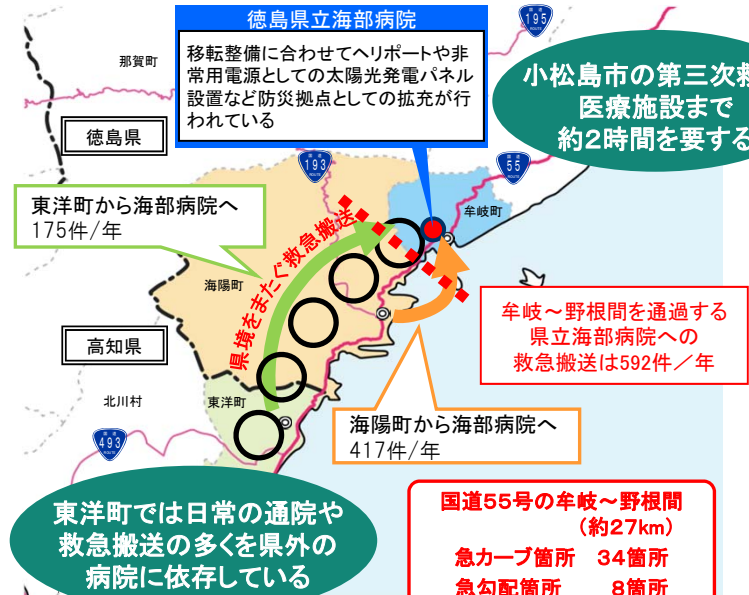 徳島県立海部病院
移転整備に合わせてヘリポートや非
常用電源としての太陽光発電パネル
設置など防災拠点としての拡充が行
われている
国道
195
ROUTE
那賀町
小松島市の第三次救
医療施設まで
約2時間を要する
徳島県
国道
193
ROUTE
国道
55
ROUTE
東洋町から海部病院へ
175件/年
牟岐町
県境をまたぐ救急搬送
海陽町
牟岐~野根間を通過する
県立海部病院への
救急搬送は592件/年
高知県
北川村
東洋町
海陽町から海部病院へ
417件/年
国道
493
ROUTE
東洋町では日常の通院や
救急搬送の多くを県外の
病院に依存している
国道55号の牟岐~野根間
(約27km)
急カーブ箇所 34箇所
急勾配箇所 8箇所